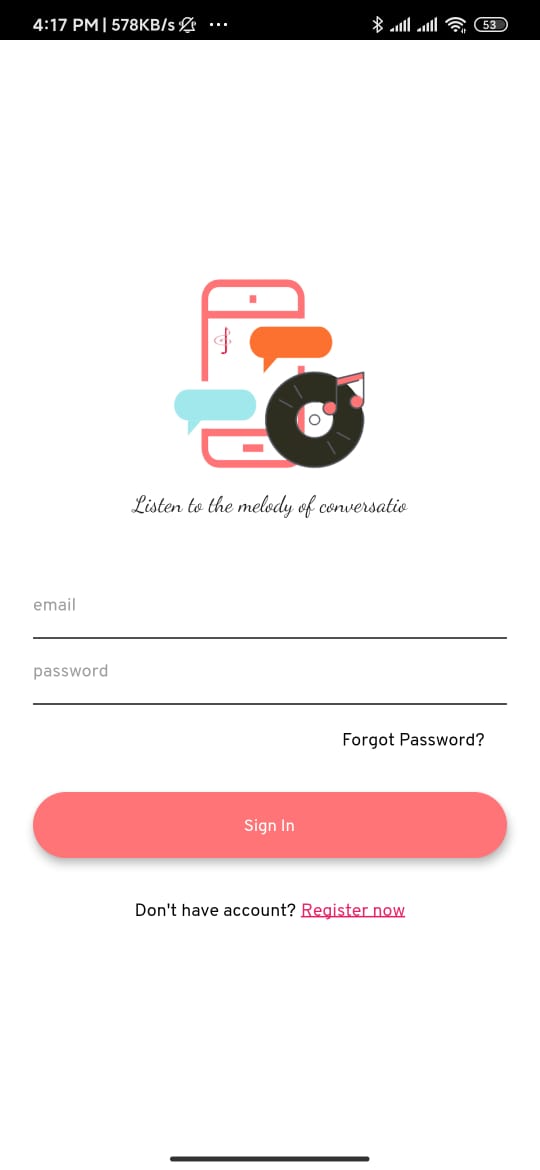 4:17 PM | 578KB/s ...
53
Listen to the melody of conversatio
email
password
Forgot Password?
Sign In
Don't have account? Register now